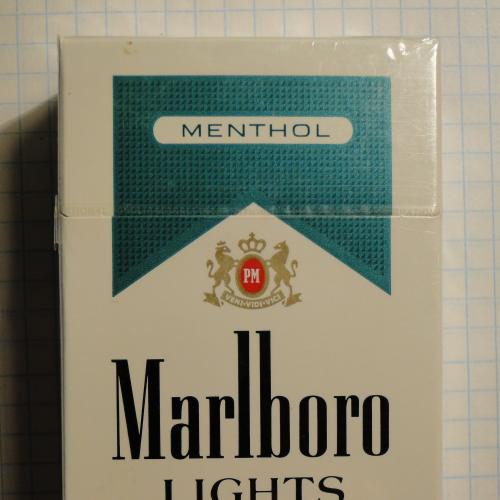 MENTHOL
PM
VENI·VIDI·VICI
Marlboro
LIGHTS